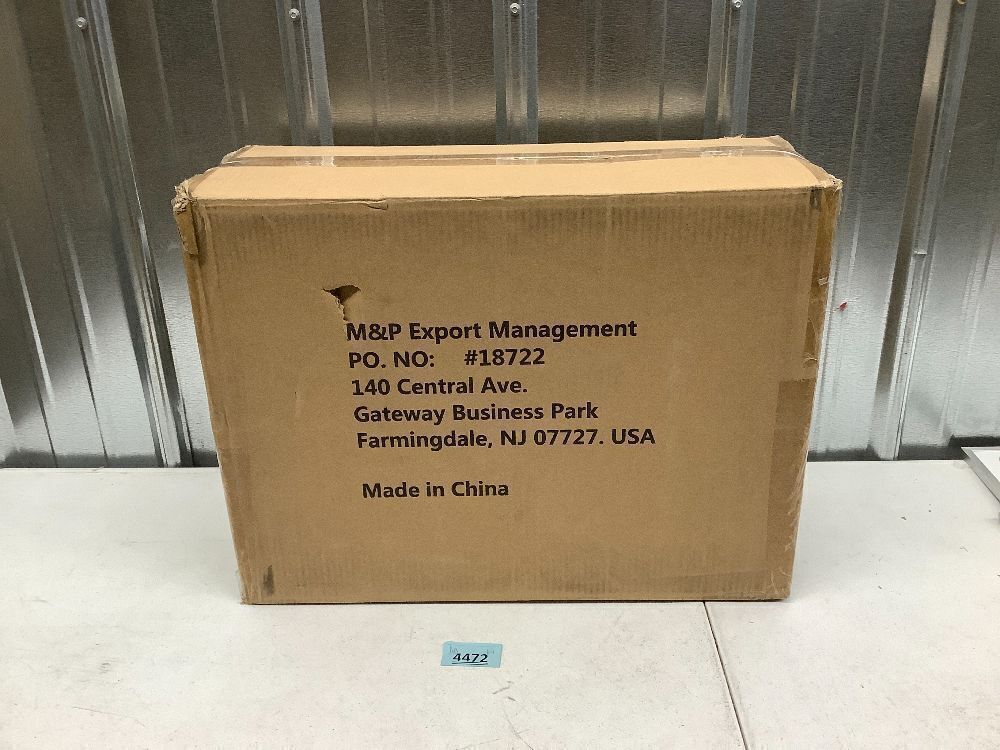 M&P Export Management
PO. NO: #18722
140 Central Ave.
Gateway Business Park
Farmingdale, NJ 07727. USA
Made in China
4472